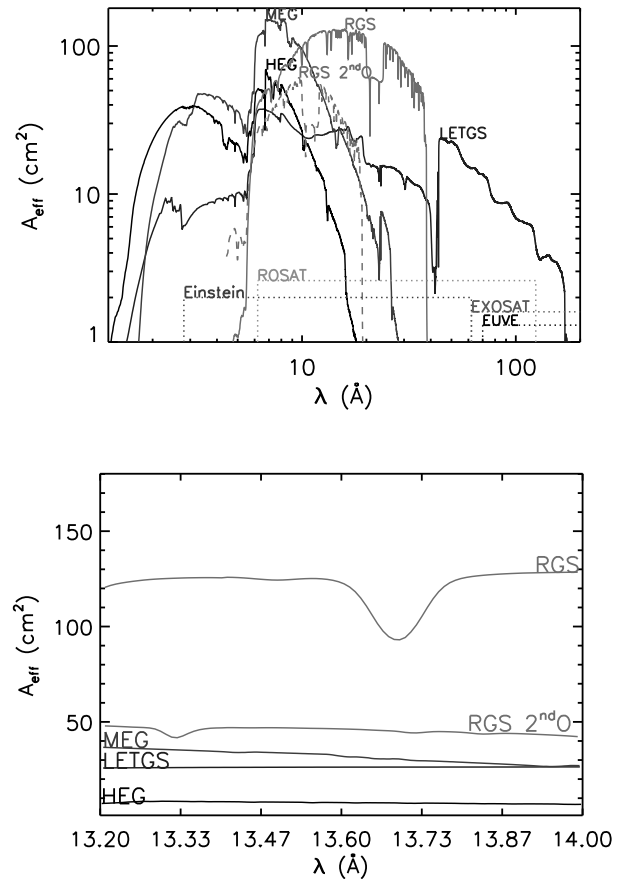 MEG
RGS
HEG
RGS 2ndO
LETGS
ROSAT
Einstein
EXOSAT
EUVE
100
10
1
Aeff (cm2)
10
100
λ (Å)
150
100
50
Aeff (cm2)
RGS
RGS 2ndO
MEG
LETGS
HEG
13.20 13.33 13.47 13.60 13.73 13.87 14.00
λ (Å)